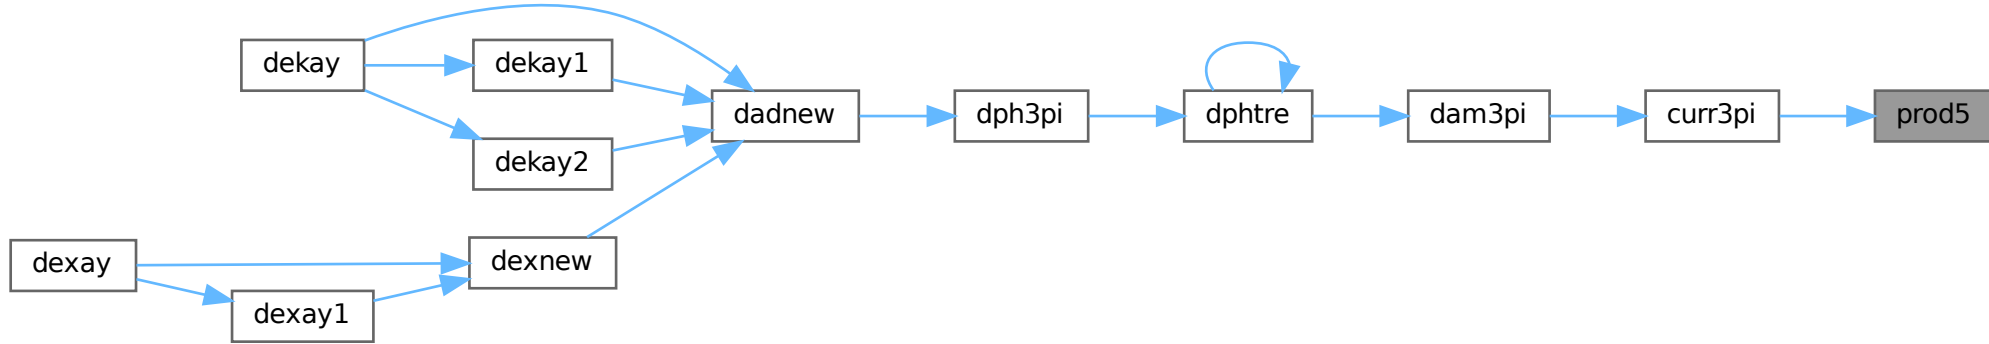 dekay
dekay1
dadnew
dph3pi
dphtre
dam3pi
curr3pi
prod5
dekay2
dexay
dexnew
dexay1